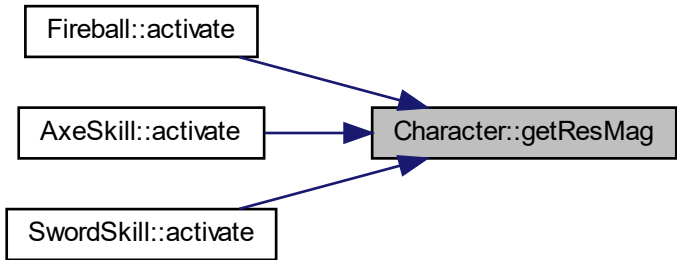 Fireball::activate
AxeSkill::activate
Character::getResMag
SwordSkill::activate